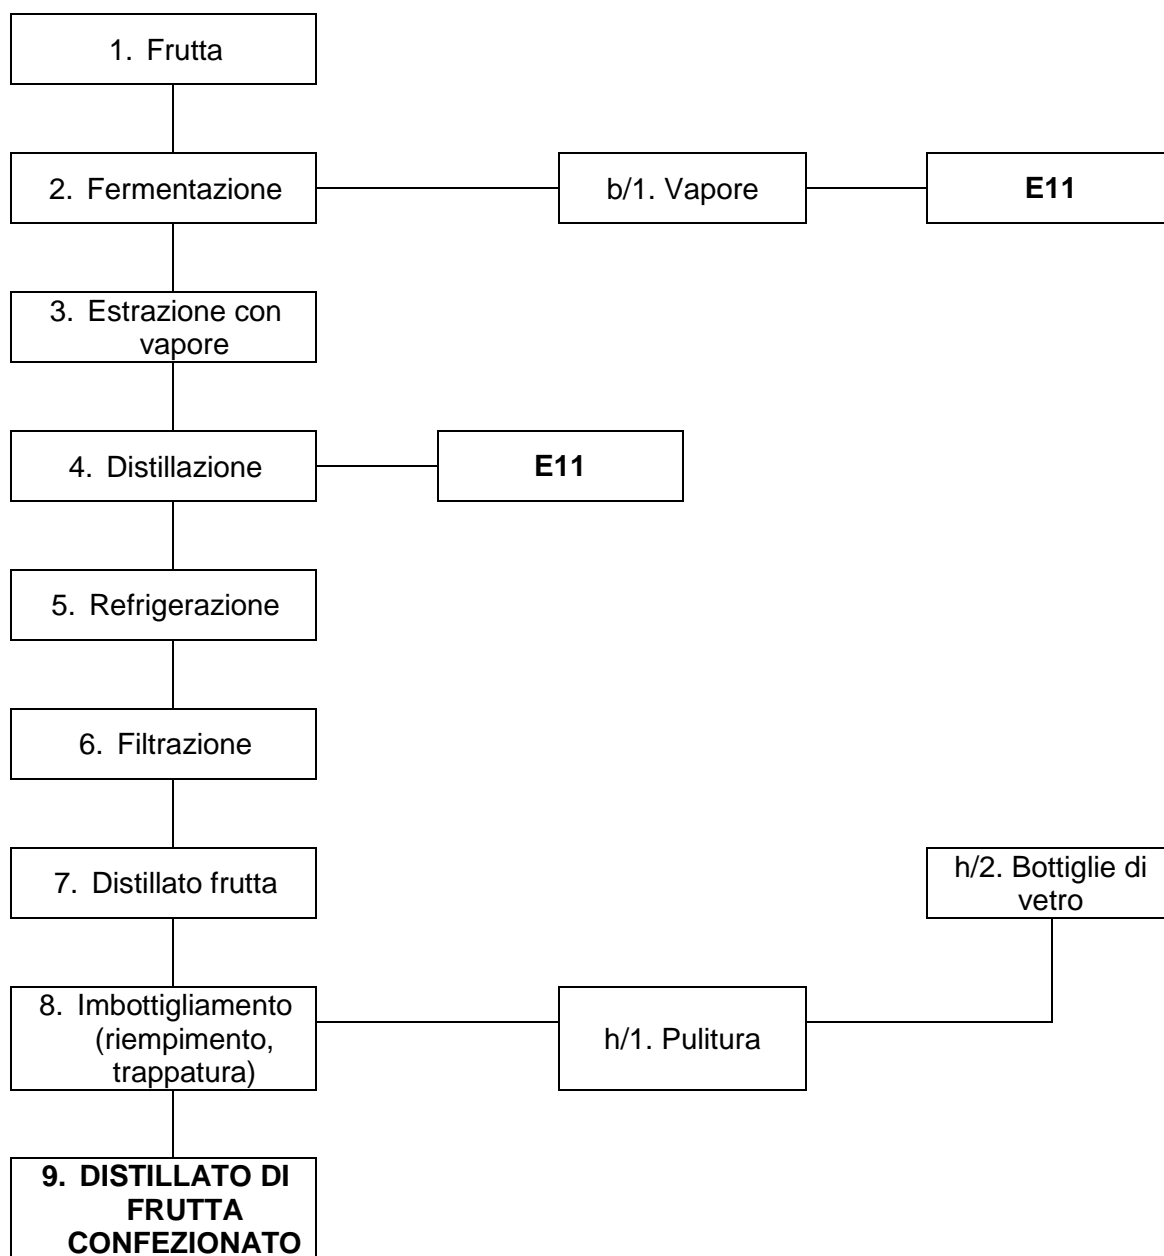 1. Frutta
2. Fermentazione
b/1. Vapore
E11
3. Estrazione con
vapore
4. Distillazione
E11
5. Refrigerazione
6. Filtrazione
7. Distillato frutta
h/2. Bottiglie di
vetro
8. Imbottigliamento
(riempimento,
trappatura)
h/1. Pulitura
9. DISTILLATO DI
FRUTTA
CONFEZIONATO